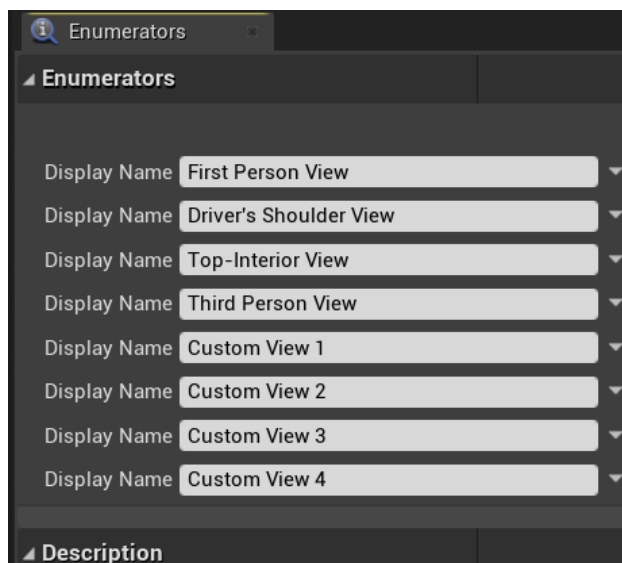 Enumerators
Enumerators
Display Name First Person View
Display Name Driver's Shoulder View
Display Name Top-Interior View
Display Name Third Person View
Display Name Custom View 1
Display Name Custom View 2
Display Name Custom View 3
Display Name Custom View 4
Description